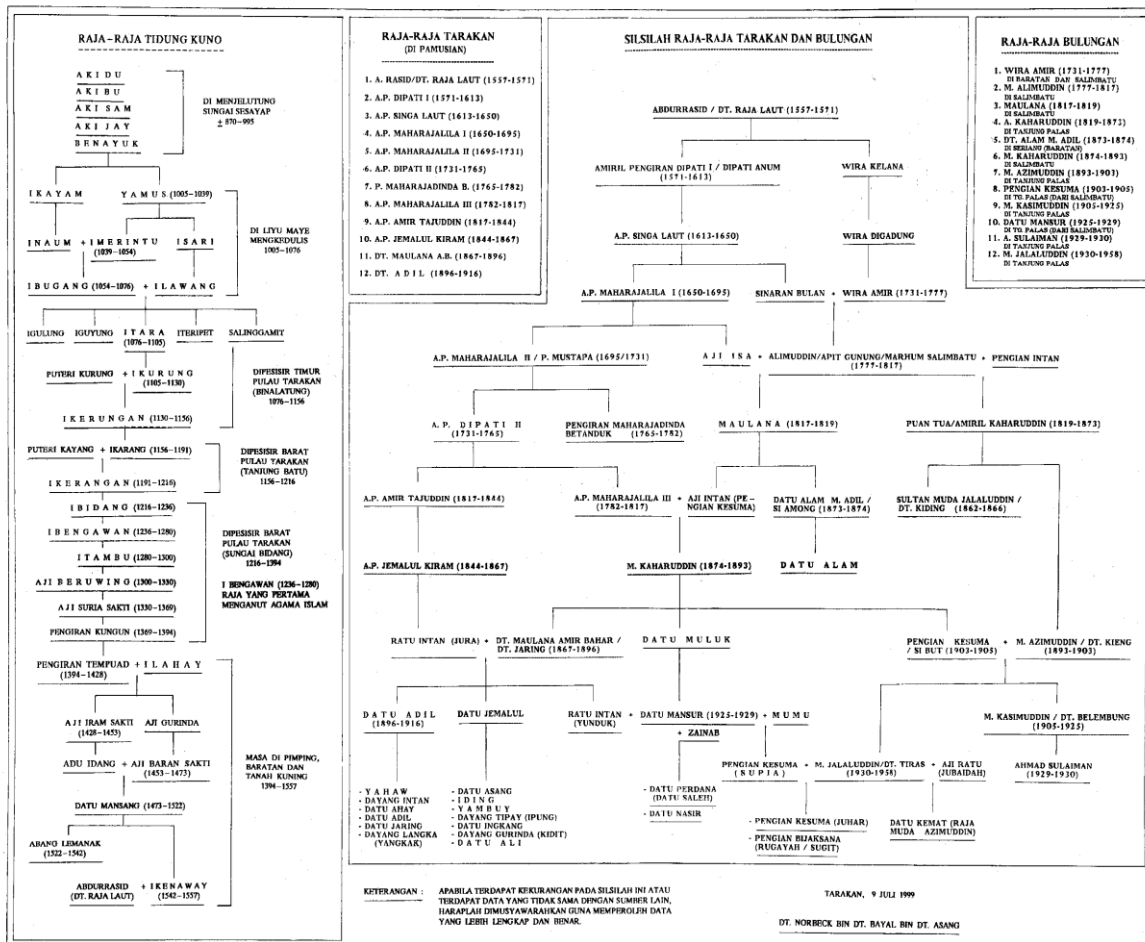 RAJA-RAJA TIDUNG KUNO
AKI DU
AKI BU
AKI SAM
AKI JAY
BENAYUK
DI MENJELUTUNG
SUNGAI SESAYAP
± 870-995
IKAYAM
YAMUS (1005-1039)
INAUM + IMERINTU
(1039-1054)
ISARI
DI LIYU MAYE
MENGKEDULIS
1005-1076
IBUGANG (1054-1076) + ILAWANG
IGULUNG
IGUYUNG
ITARA
(1076-1105)
ITERIPET
SALINGGAMIT
PUTERI KURUNG + IKURUNG
(1105-1130)
DIPESISIR TIMUR
PULAU TARAKAN
(BINALATUNG)
1076-1156
IKERUNGAN (1130-1156)
PUTERI KAYANG + IKARANG (1156-1191)
DIPESISIR BARAT
PULAU TARAKAN
(TANJUNG BATU)
1156-1216
IKERANGAN (1191-1216)
IBIDANG (1216-1236)
IBENGAWAN (1236-1280)
ITAMBU (1280-1300)
AJI BERUWING (1300-1330)
AJI SURIA SAKTI (1330-1369)
PENGIRAN KUNGUN (1369-1394)
DIPESISIR BARAT
PULAU TARAKAN
(SUNGAI BIDANG)
1216-1394
I BENGAWAN (1236-1280)
RAJA YANG PERTAMA
MENGANUT AGAMA ISLAM
PENGIRAN TEMPUAD + ILAHAY
(1394-1428)
AJI IRAM SAKTI
(1428-1453)
AJI GURINDA
ADU IDANG + AJI BARAN SAKTI
(1453-1473)
MASA DI PIMPING,
BARATAN DAN
TANAH KUNING
1394-1557
DATU MANSANG (1473-1522)
ABANG LEMANAK
(1522-1542)
ABDURRASID + IKENAWAY
(DT. RAJA LAUT) (1542-1557)
RAJA-RAJA TARAKAN
(DI PAMUSIAN)
1. A. RASID/DT. RAJA LAUT (1557-1571)
2. A.P. DIPATI I (1571-1613)
3. A.P. SINGA LAUT (1613-1650)
4. A.P. MAHARAJALILA I (1650-1695)
5. A.P. MAHARAJALILA II (1695-1731)
6. A.P. DIPATI II (1731-1765)
7. P. MAHARAJADINDA B. (1765-1782)
8. A.P. MAHARAJALILA III (1782-1817)
9. A.P. AMIR TAJUDDIN (1817-1844)
10. A.P. JEMALUL KIRAM (1844-1867)
11. DT. MAULANA A.B. (1867-1896)
12. DT. ADIL (1896-1916)
SILSILAH RAJA-RAJA TARAKAN DAN BULUNGAN
ABDURRASID / DT. RAJA LAUT (1557-1571)
AMIRIL PENGIRAN DIPATI I / DIPATI ANUM
(1571-1613)
WIRA KELANA
A.P. SINGA LAUT (1613-1650)
WIRA DIGADUNG
A.P. MAHARAJALILA I (1650-1695)
SINARAN BULAN + WIRA AMIR (1731-1777)
A.P. MAHARAJALILA II / P. MUSTAPA (1695/1731)
AJI ISA + ALIMUDDIN/APIT GUNUNG/MARHUM SALIMBATU + PENGIAN INTAN
(1777-1817)
A.P. DIPATI II
(1731-1765)
PENGIRAN MAHARAJADINDA
BETANDUK (1765-1782)
MAULANA (1817-1819)
PUAN TUA/AMIRIL KAHARUDDIN (1819-1873)
A.P. AMIR TAJUDDIN (1817-1844)
A.P. MAHARAJALILA III + AJI INTAN (PE-
(1782-1817) NGIAN KESUMA)
DATU ALAM M. ADIL /
SI AMONG (1873-1874)
SULTAN MUDA JALALUDDIN /
DT. KIDING (1862-1866)
A.P. JEMALUL KIRAM (1844-1867)
M. KAHARUDDIN (1874-1893)
DATU ALAM
RATU INTAN (JURA) + DT. MAULANA AMIR BAHAR /
DT. JARING (1867-1896)
DATU MULUK
PENGIAN KESUMA + M. AZIMUDDIN / DT. KIENG
/ SI BUT (1903-1905) (1893-1903)
DATU ADIL
(1896-1916)
DATU JEMALUL
RATU INTAN + DATU MANSUR (1925-1929) + MUMU
(YUNDUK) + ZAINAB
M. KASIMUDDIN / DT. BELEMBUNG
(1905-1925)
PENGIAN KESUMA + M. JALALUDDIN/DT. TIRAS + AJI RATU
(SUPIA) (1930-1958) (JUBAIDAH)
AHMAD SULAIMAN
(1929-1930)
- YAHAW
- DAYANG INTAN
- DATU AHAY
- DATU ADIL
- DATU JARING
- DAYANG LANGKA
(YANGKAK)
- DATU ASANG
- IDING
- YAMBUY
- DAYANG TIPAY (IPUNG)
- DATU INGKANG
- DAYANG GURINDA (KIDIT)
- DATU ALI
- DATU PERDANA
(DATU SALEH)
- DATU NASIR
- PENGIAN KESUMA (JUHAR)
- PENGIAN BIJAKSANA
(RUGAYAH / SUGIT)
DATU KEMAT (RAJA
MUDA AZIMUDDIN)
RAJA-RAJA BULUNGAN
1. WIRA AMIR (1731-1777)
DI BARATAN DAN SALIMBATU
2. M. ALIMUDDIN (1777-1817)
DI SALIMBATU
3. MAULANA (1817-1819)
DI SALIMBATU
4. A. KAHARUDDIN (1819-1873)
DI TANJUNG PALAS
5. DT. ALAM M. ADIL (1873-1874)
DI SERIANG (BARATAN)
6. M. KAHARUDDIN (1874-1893)
DI SALIMBATU
7. M. AZIMUDDIN (1893-1903)
DI TANJUNG PALAS
8. PENGIAN KESUMA (1903-1905)
DI TG. PALAS (DARI SALIMBATU)
9. M. KASIMUDDIN (1905-1925)
DI TANJUNG PALAS
10. DATU MANSUR (1925-1929)
DI TG. PALAS (DARI SALIMBATU)
11. A. SULAIMAN (1929-1930)
DI TANJUNG PALAS
12. M. JALALUDDIN (1930-1958)
DI TANJUNG PALAS
KETERANGAN : APABILA TERDAPAT KEKURANGAN PADA SILSILAH INI ATAU
TERDAPAT DATA YANG TIDAK SAMA DENGAN SUMBER LAIN,
HARAPLAH DIMUSYAWARAHKAN GUNA MEMPEROLEH DATA
YANG LEBIH LENGKAP DAN BENAR.
TARAKAN, 9 JULI 1999
DT. NORBECK BIN DT. BAYAL BIN DT. ASANG